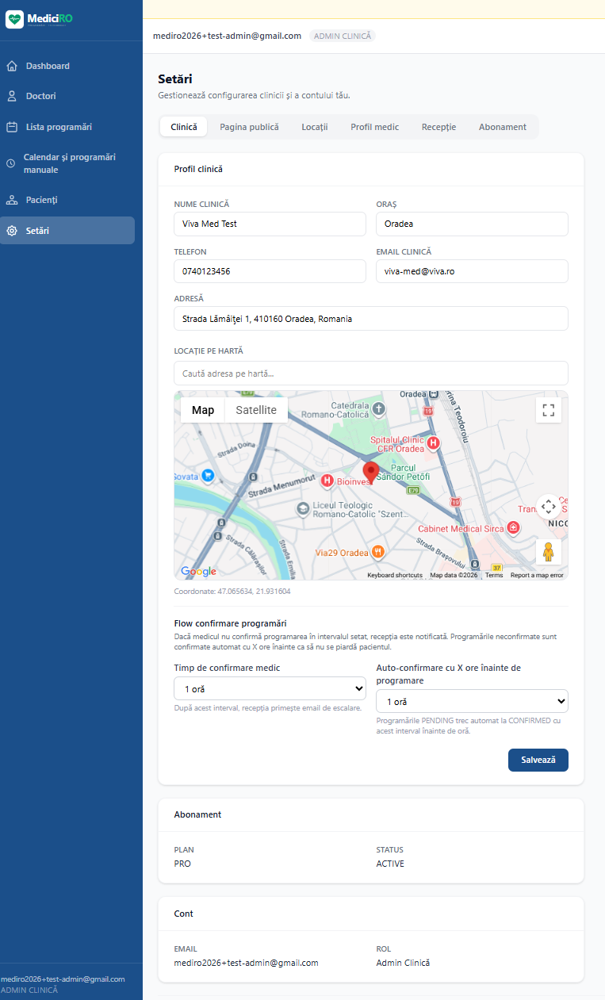 MediciRO
Dashboard
Doctori
Lista programări
Calendar și programări
manuale
Pacienți
Setări
mediro2026+test-admin@gmail.com
ADMIN CLINICĂ
mediro2026+test-admin@gmail.com ADMIN CLINICĂ
Setări
Gestionează configurarea clinicii și a contului tău.
Clinică Pagina publică Locații Profil medic Recepție Abonament
Profil clinică
NUME CLINICĂ ORAȘ
Viva Med Test Oradea
TELEFON EMAIL CLINICĂ
0740123456 viva-med@viva.ro
ADRESĂ
Strada Lămâiței 1, 410160 Oradea, Romania
LOCAȚIE PE HARTĂ
Caută adresa pe hartă...
Map Satellite
E79
Oradea
Catedrala
Romano-Catolică
19
Teodoroiu
Spitalul Clinic
CFR Oradea
Strada Doina
Parcul
Sándor Petőfi
Sovata
Bioinves
Strada Menumorut
E79
19
Liceul Teologic
Romano-Catolic "Szent...
Cabinet Medical Sirca
Tran
NICO
Via29 Oradea
Strada Brașovului
Strada Călărașilor
Strada Emilia
37
Google
Keyboard shortcuts Map data ©2026 Terms Report a map error
Coordonate: 47.065634, 21.931604
Flow confirmare programări
Dacă medicul nu confirmă programarea în intervalul setat, recepția este notificată. Programările neconfirmate sunt
confirmate automat cu X ore înainte ca să nu se piardă pacientul.
Timp de confirmare medic
1 oră
După acest interval, recepția primește email de escalare.
Auto-confirmare cu X ore înainte de
programare
1 oră
Programările PENDING trec automat la CONFIRMED cu
acest interval înainte de oră.
Salvează
Abonament
PLAN STATUS
PRO ACTIVE
Cont
EMAIL ROL
mediro2026+test-admin@gmail.com Admin Clinică